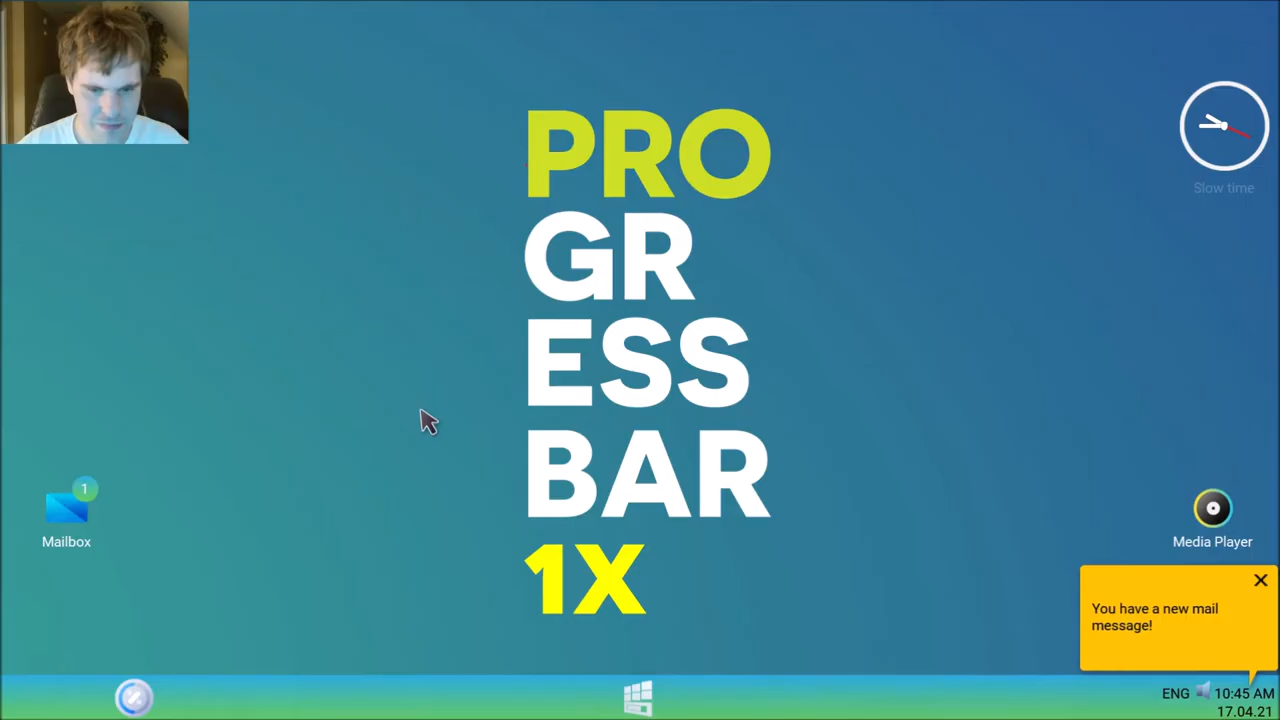 PRO
GR
ESS
BAR
1X
Slow time
1
Mailbox
Media Player
You have a new mail
message!
ENG 10:45 AM
17.04.21